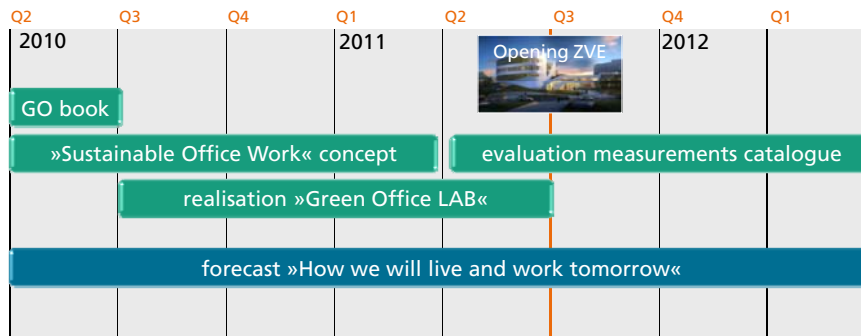 Q2 Q3 Q4 Q1 Q2 Q3 Q4 Q1
2010 2011 2012
Opening ZVE
GO book
»Sustainable Office Work« concept evaluation measurements catalogue
realisation »Green Office LAB«
forecast »How we will live and work tomorrow«